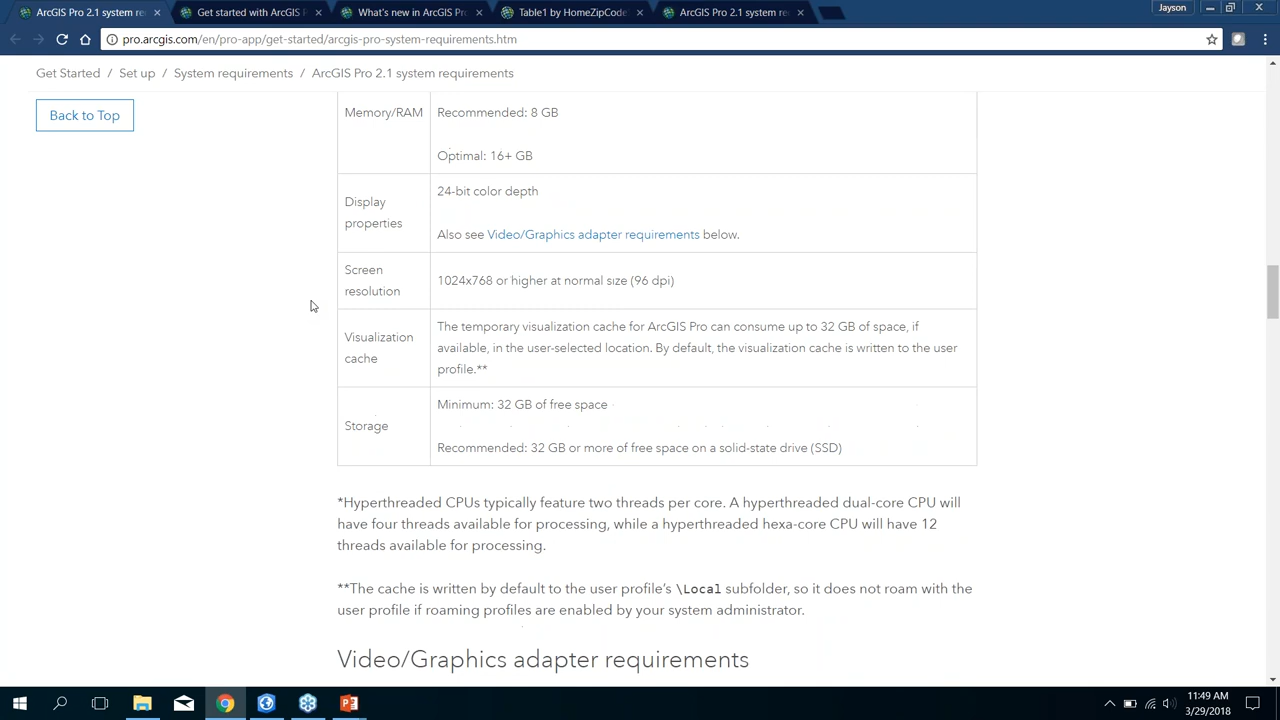 ArcGIS Pro 2.1 system re
Get started with ArcGIS P
What's new in ArcGIS Pr
Table1 by HomeZipCode
ArcGIS Pro 2.1 system re
Jayson
pro.arcgis.com/en/pro-app/get-started/arcgis-pro-system-requirements.htm
Get Started / Set up / System requirements / ArcGIS Pro 2.1 system requirements
Back to Top
Memory/RAM
Recommended: 8 GB
Optimal: 16+ GB
Display
properties
24-bit color depth
Also see Video/Graphics adapter requirements below.
Screen
resolution
1024x768 or higher at normal size (96 dpi)
Visualization
cache
The temporary visualization cache for ArcGIS Pro can consume up to 32 GB of space, if
available, in the user-selected location. By default, the visualization cache is written to the user
profile.**
Storage
Minimum: 32 GB of free space
Recommended: 32 GB or more of free space on a solid-state drive (SSD)
*Hyperthreaded CPUs typically feature two threads per core. A hyperthreaded dual-core CPU will
have four threads available for processing, while a hyperthreaded hexa-core CPU will have 12
threads available for processing.
**The cache is written by default to the user profile's \Local subfolder, so it does not roam with the
user profile if roaming profiles are enabled by your system administrator.
Video/Graphics adapter requirements
11:49 AM
3/29/2018